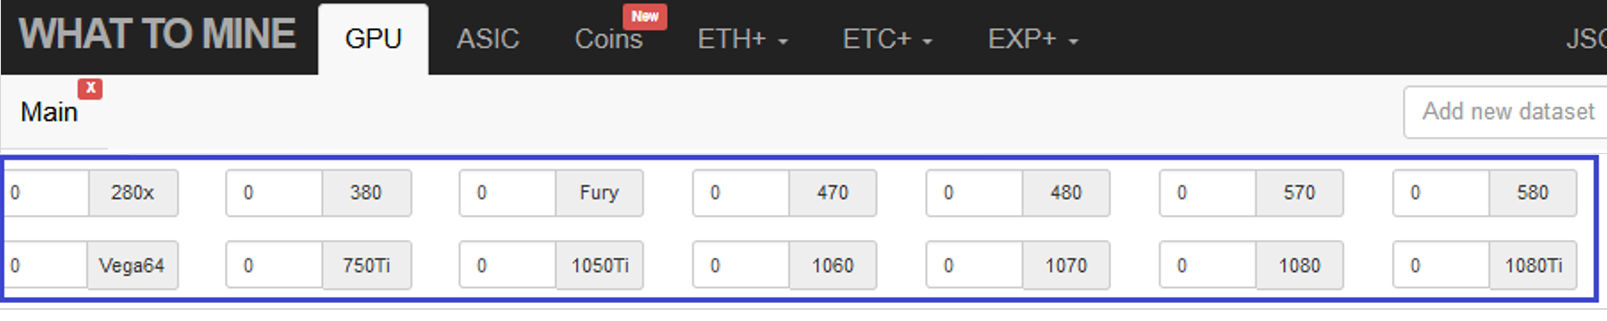 WHAT TO MINE GPU ASIC Coins New ETH+ ETC+ EXP+
Main X Add new dataset
0 280x 0 380 0 Fury 0 470 0 480 0 570 0 580
0 Vega64 0 750Ti 0 1050Ti 0 1060 0 1070 0 1080 0 1080Ti